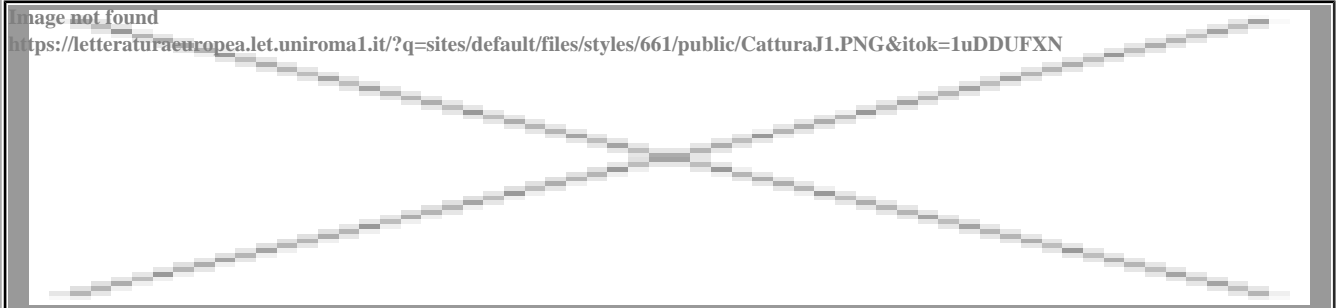 Image not found
https://letteraturaeuropea.let.uniroma1.it/?q=sites/default/files/styles/661/public/CatturaJ1.PNG&itok=1uDDUFXN